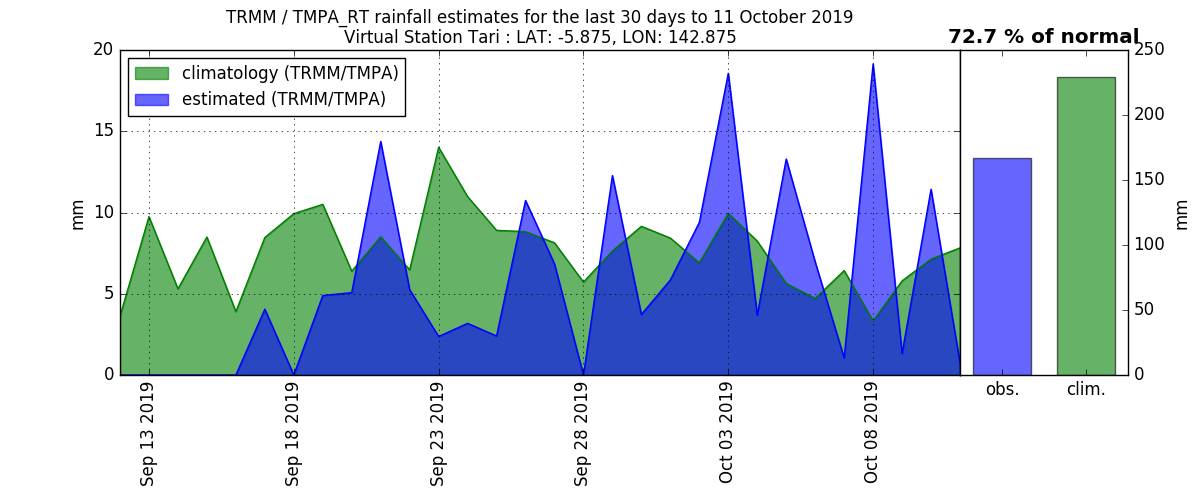 TRMM / TMPA_RT rainfall estimates for the last 30 days to 11 October 2019
Virtual Station Tari : LAT: -5.875, LON: 142.875
72.7 % of normal
climatology (TRMM/TMPA)
estimated (TRMM/TMPA)
20
15
10
5
0
mm
Sep 13 2019
Sep 18 2019
Sep 23 2019
Sep 28 2019
Oct 03 2019
Oct 08 2019
250
200
150
100
50
0
mm
obs.
clim.